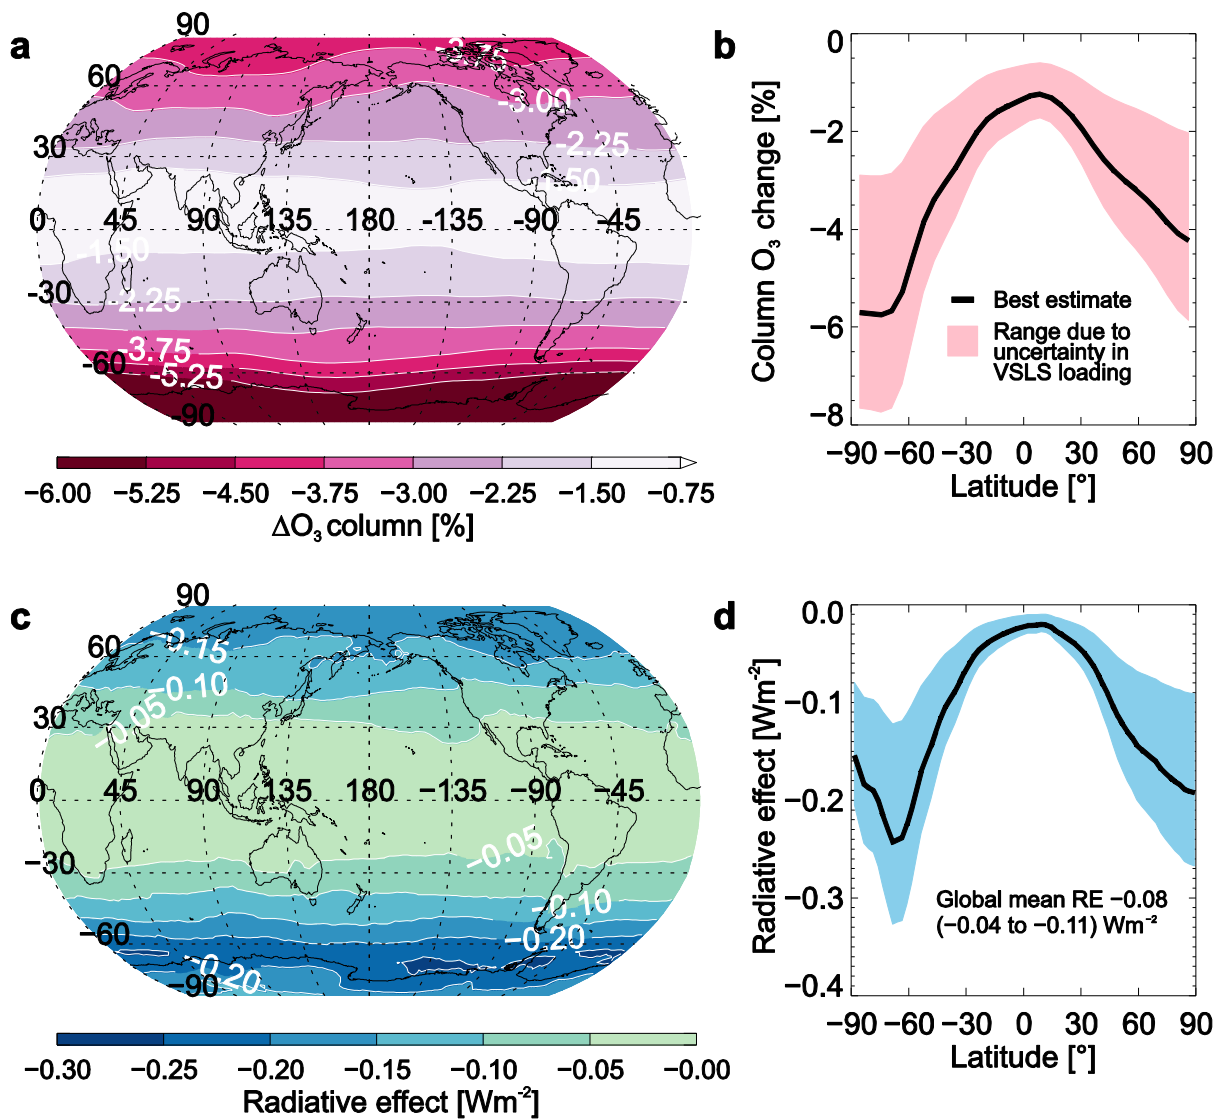 a
90
60
30
0 45 90 135 180 -135 -90 -45
-30
-60
-90
-3.75
-3.00
-2.25
-1.50
-2.25
-3.75
-5.25
−6.00 −5.25 −4.50 −3.75 −3.00 −2.25 −1.50 −0.75
ΔO₃ column [%]
b
0
−2
−4
−6
−8
Column O₃ change [%]
Best estimate
Range due to
uncertainty in
VSLS loading
−90 −60 −30 0 30 60 90
Latitude [°]
c
90
60
30
0 45 90 135 180 −135 −90 −45
−30
−60
−90
−0.15
−0.10
−0.05
−0.05
−0.10
−0.20
−0.20
−0.30 −0.25 −0.20 −0.15 −0.10 −0.05 −0.00
Radiative effect [Wm⁻²]
d
0.0
−0.1
−0.2
−0.3
−0.4
Radiative effect [Wm⁻²]
Global mean RE −0.08
(−0.04 to −0.11) Wm⁻²
−90 −60 −30 0 30 60 90
Latitude [°]